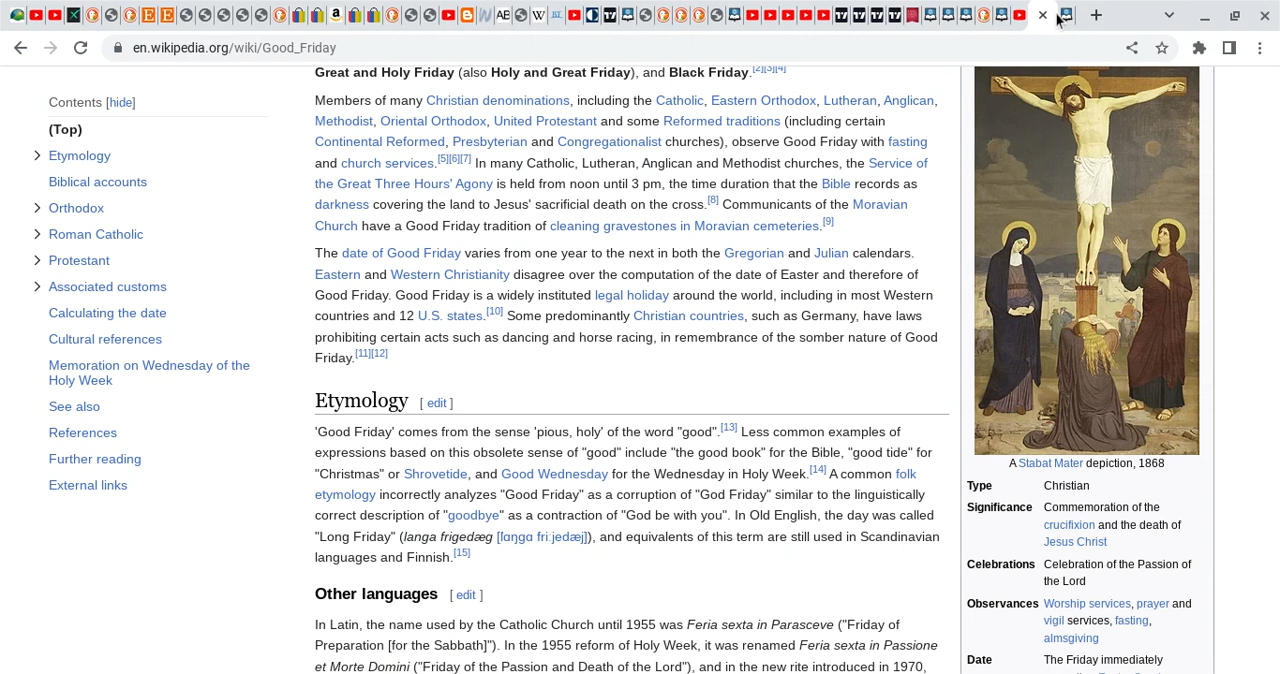 AB
W
en.wikipedia.org/wiki/Good_Friday
Contents [hide]
(Top)
Etymology
Biblical accounts
Orthodox
Roman Catholic
Protestant
Associated customs
Calculating the date
Cultural references
Memoration on Wednesday of the
Holy Week
See also
References
Further reading
External links
Great and Holy Friday (also Holy and Great Friday), and Black Friday.[2][3][4]
Members of many Christian denominations, including the Catholic, Eastern Orthodox, Lutheran, Anglican,
Methodist, Oriental Orthodox, United Protestant and some Reformed traditions (including certain
Continental Reformed, Presbyterian and Congregationalist churches), observe Good Friday with fasting
and church services.[5][6][7] In many Catholic, Lutheran, Anglican and Methodist churches, the Service of
the Great Three Hours' Agony is held from noon until 3 pm, the time duration that the Bible records as
darkness covering the land to Jesus' sacrificial death on the cross.[8] Communicants of the Moravian
Church have a Good Friday tradition of cleaning gravestones in Moravian cemeteries.[9]
The date of Good Friday varies from one year to the next in both the Gregorian and Julian calendars.
Eastern and Western Christianity disagree over the computation of the date of Easter and therefore of
Good Friday. Good Friday is a widely instituted legal holiday around the world, including in most Western
countries and 12 U.S. states.[10] Some predominantly Christian countries, such as Germany, have laws
prohibiting certain acts such as dancing and horse racing, in remembrance of the somber nature of Good
Friday.[11][12]
Etymology [ edit ]
'Good Friday' comes from the sense 'pious, holy' of the word "good".[13] Less common examples of
expressions based on this obsolete sense of "good" include "the good book" for the Bible, "good tide" for
"Christmas" or Shrovetide, and Good Wednesday for the Wednesday in Holy Week.[14] A common folk
etymology incorrectly analyzes "Good Friday" as a corruption of "God Friday" similar to the linguistically
correct description of "goodbye" as a contraction of "God be with you". In Old English, the day was called
"Long Friday" (langa frigedæg [ˈlɑŋɡɑ ˈfriːjedæj]), and equivalents of this term are still used in Scandinavian
languages and Finnish.[15]
Other languages [ edit ]
In Latin, the name used by the Catholic Church until 1955 was Feria sexta in Parasceve ("Friday of
Preparation [for the Sabbath]"). In the 1955 reform of Holy Week, it was renamed Feria sexta in Passione
et Morte Domini ("Friday of the Passion and Death of the Lord"), and in the new rite introduced in 1970,
A Stabat Mater depiction, 1868
Type Christian
Significance Commemoration of the
crucifixion and the death of
Jesus Christ
Celebrations Celebration of the Passion of
the Lord
Observances Worship services, prayer and
vigil services, fasting,
almsgiving
Date The Friday immediately